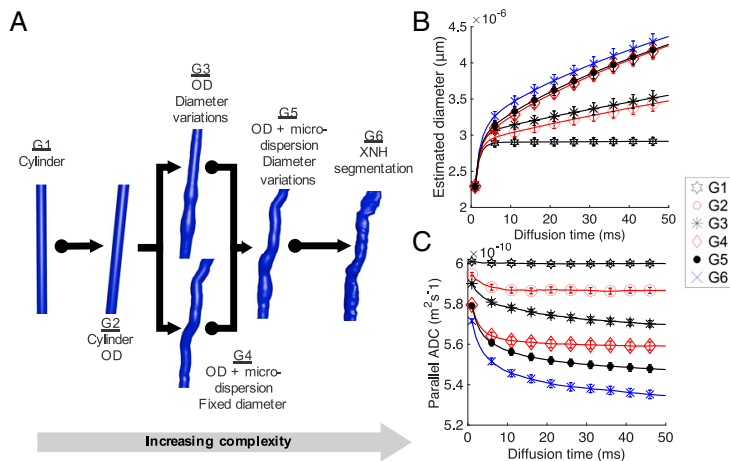 A
G1
Cylinder
G2
Cylinder
OD
G3
OD
Diameter
variations
G4
OD + micro-
dispersion
Fixed diameter
G5
OD + micro-
dispersion
Diameter
variations
G6
XNH
segmentation
Increasing complexity
B
× 10⁻⁶
Estimated diameter (μm)
4.5
4
3.5
3
2.5
2
0 10 20 30 40 50
Diffusion time (ms)
C
× 10⁻¹⁰
Parallel ADC (m²s⁻¹)
6
5.8
5.6
5.4
5.2
0 10 20 30 40 50
Diffusion time (ms)
G1
G2
G3
G4
G5
G6